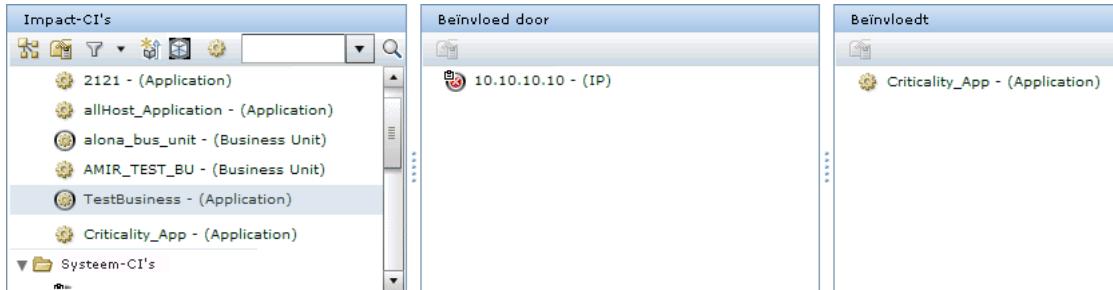 Impact-CI's
2121 - (Application)
allHost_Application - (Application)
alona_bus_unit - (Business Unit)
AMIR_TEST_BU - (Business Unit)
TestBusiness - (Application)
Criticality_App - (Application)
Systeem-CI's
Beïnvloed door
10.10.10.10 - (IP)
Beïnvloedt
Criticality_App - (Application)